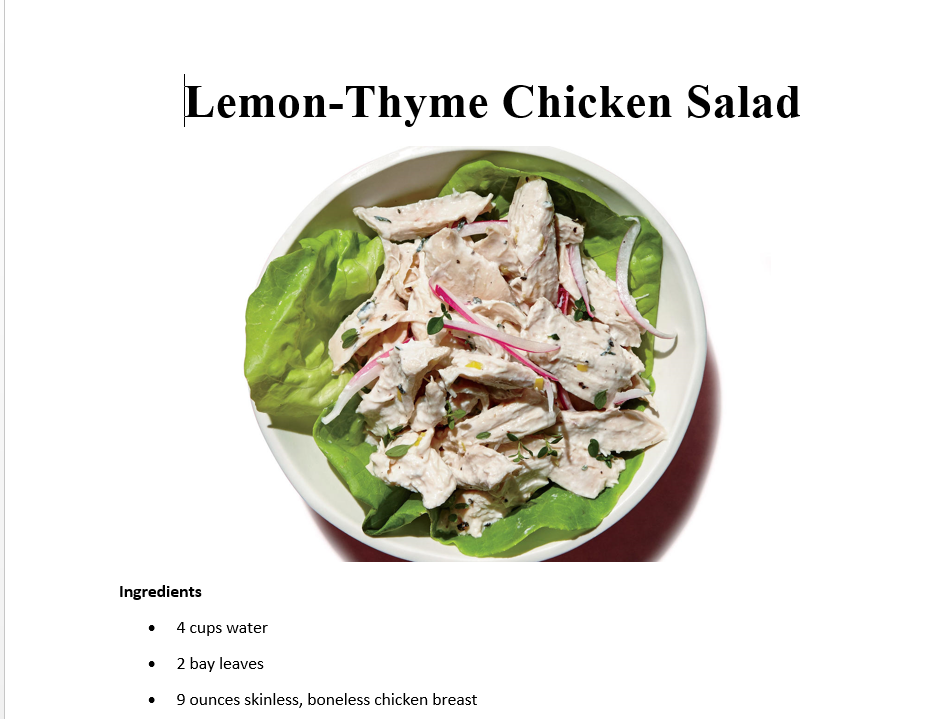 Lemon-Thyme Chicken Salad
Ingredients
• 4 cups water
• 2 bay leaves
• 9 ounces skinless, boneless chicken breast